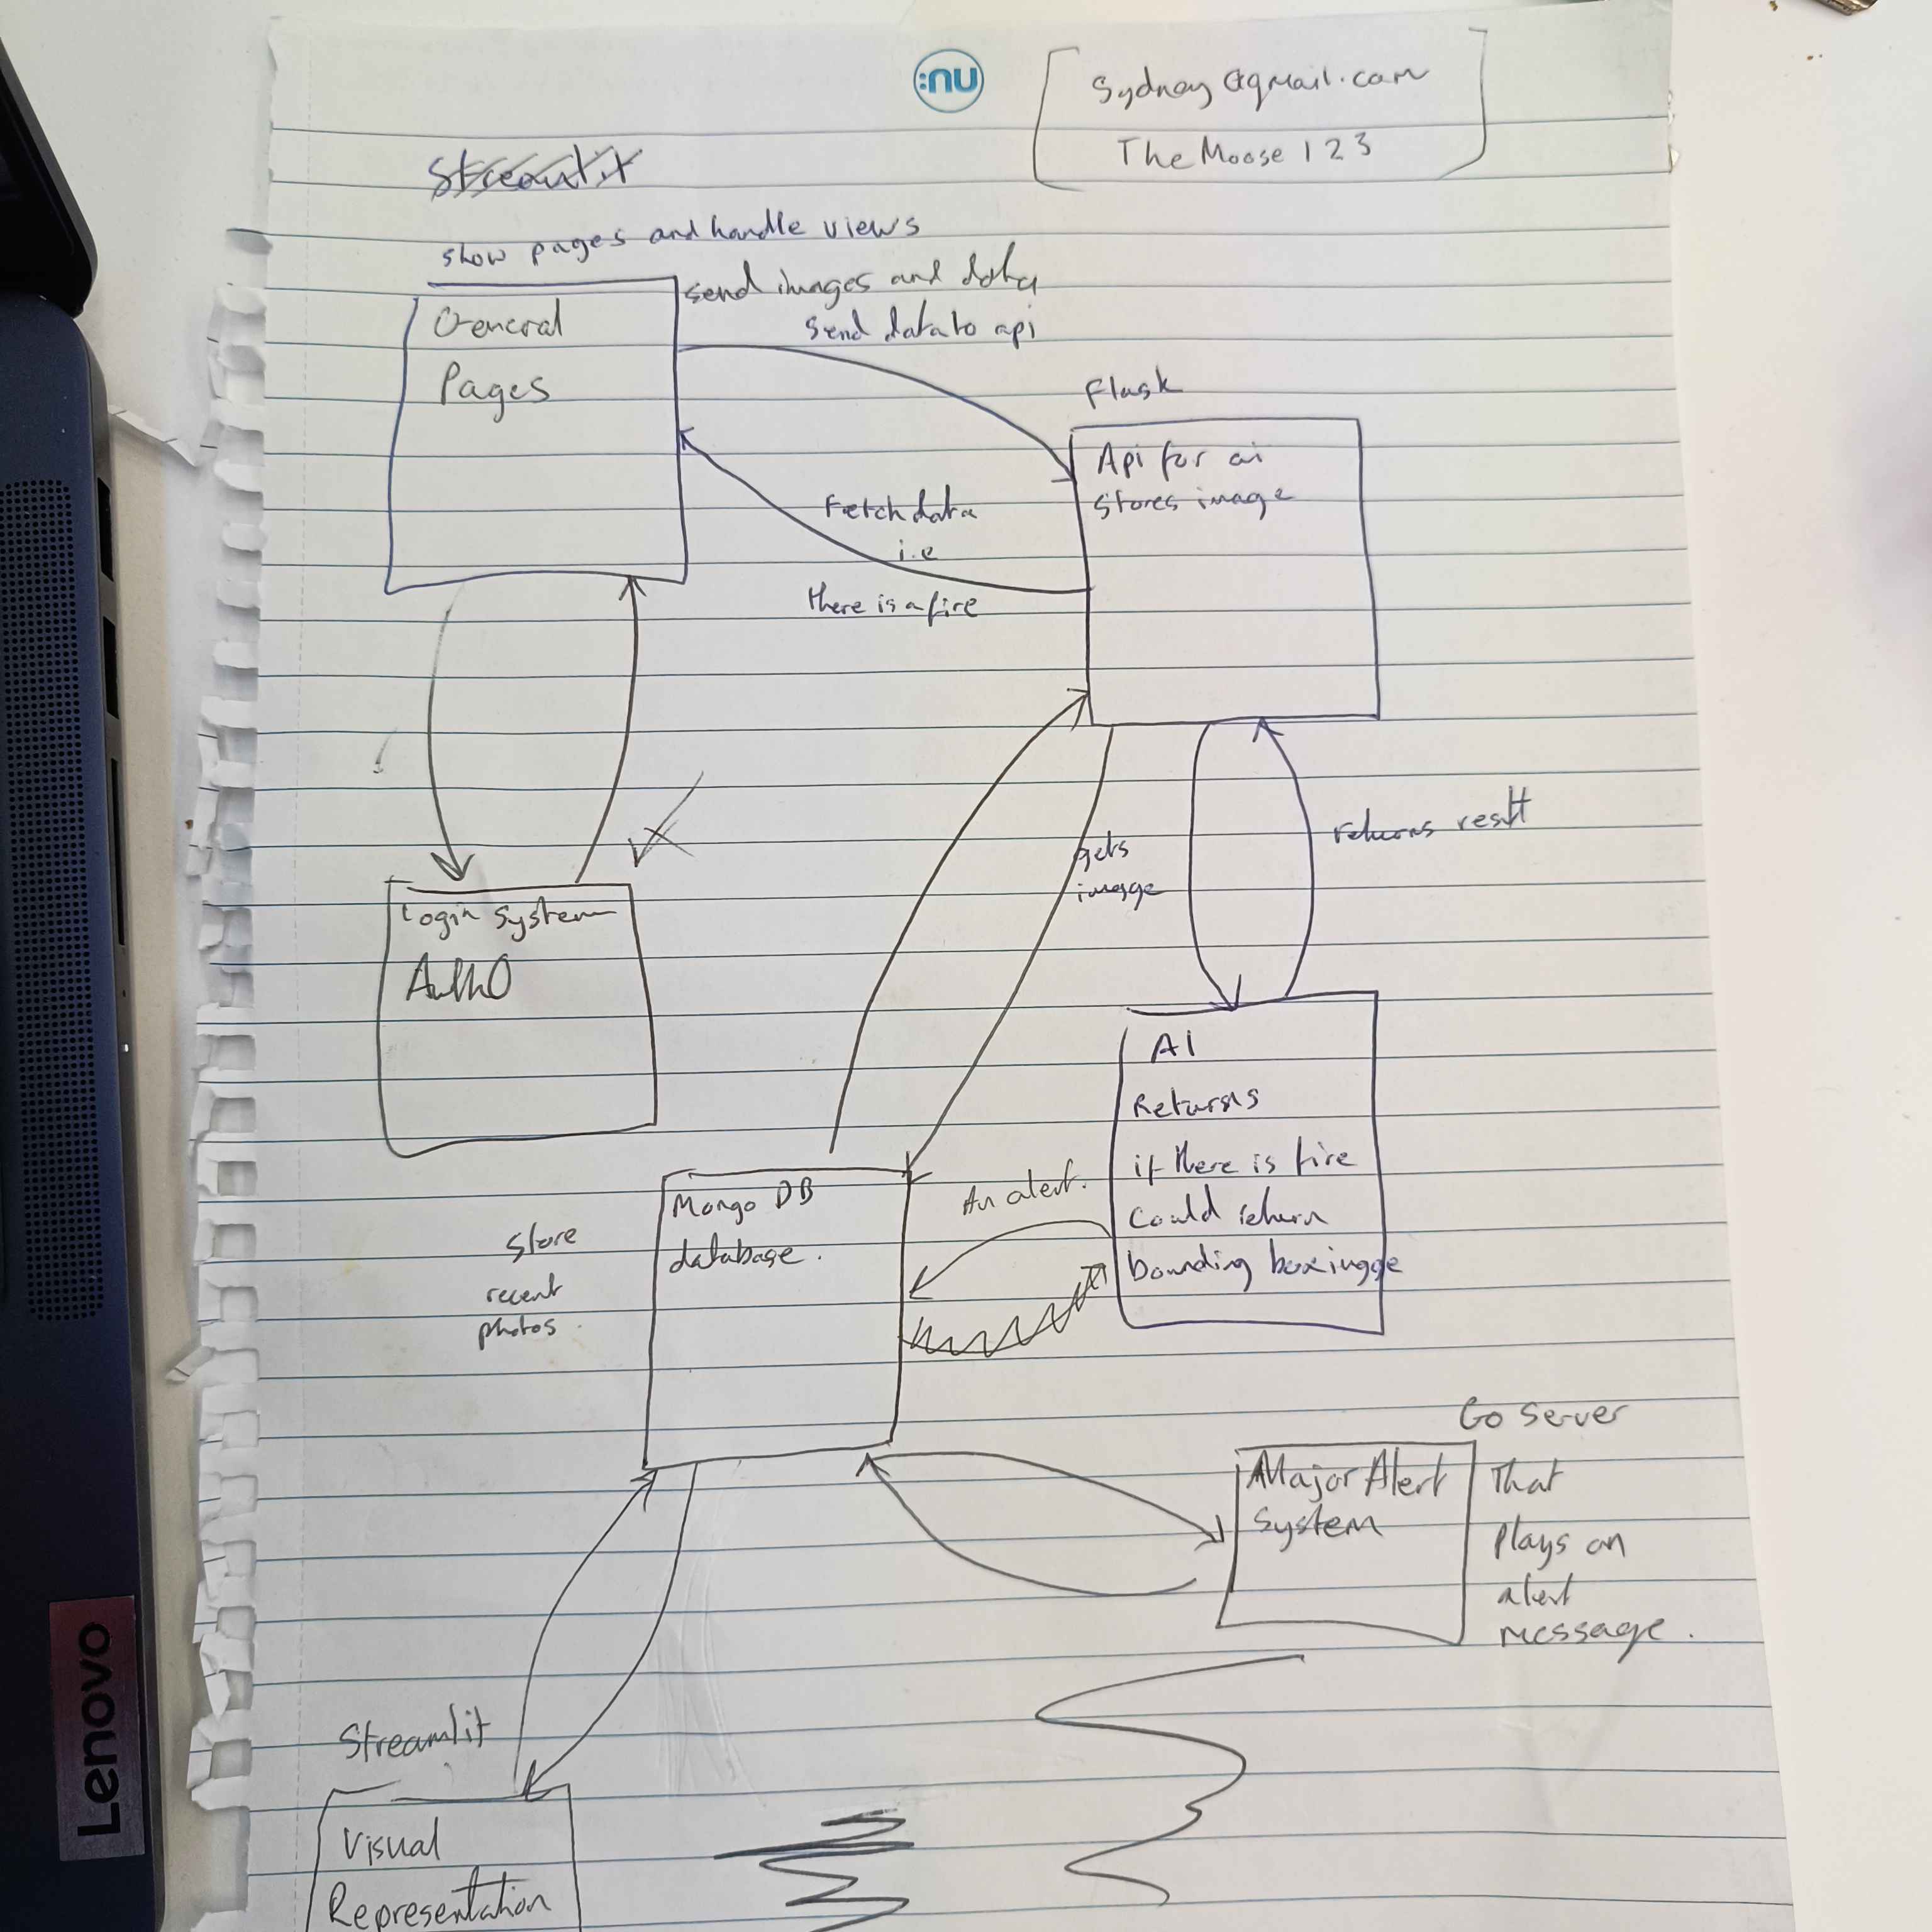 :nu
Sydney@gmail.com
The Moose 123
Streamlit
show pages and handle views
send images and data
send data to api
General
Pages
Flask
Api for ai
stores image
Fetch data
i.e
there is a fire
returns result
gets
image
Login System
Auth0
AI
Returns
if there is fire
Could return
bounding box
An alert.
Mongo DB
database.
store
recent
photos.
Go Server
Major Alert
System
That
plays an
alert
message.
Streamlit
Visual
Representation
Lenovo